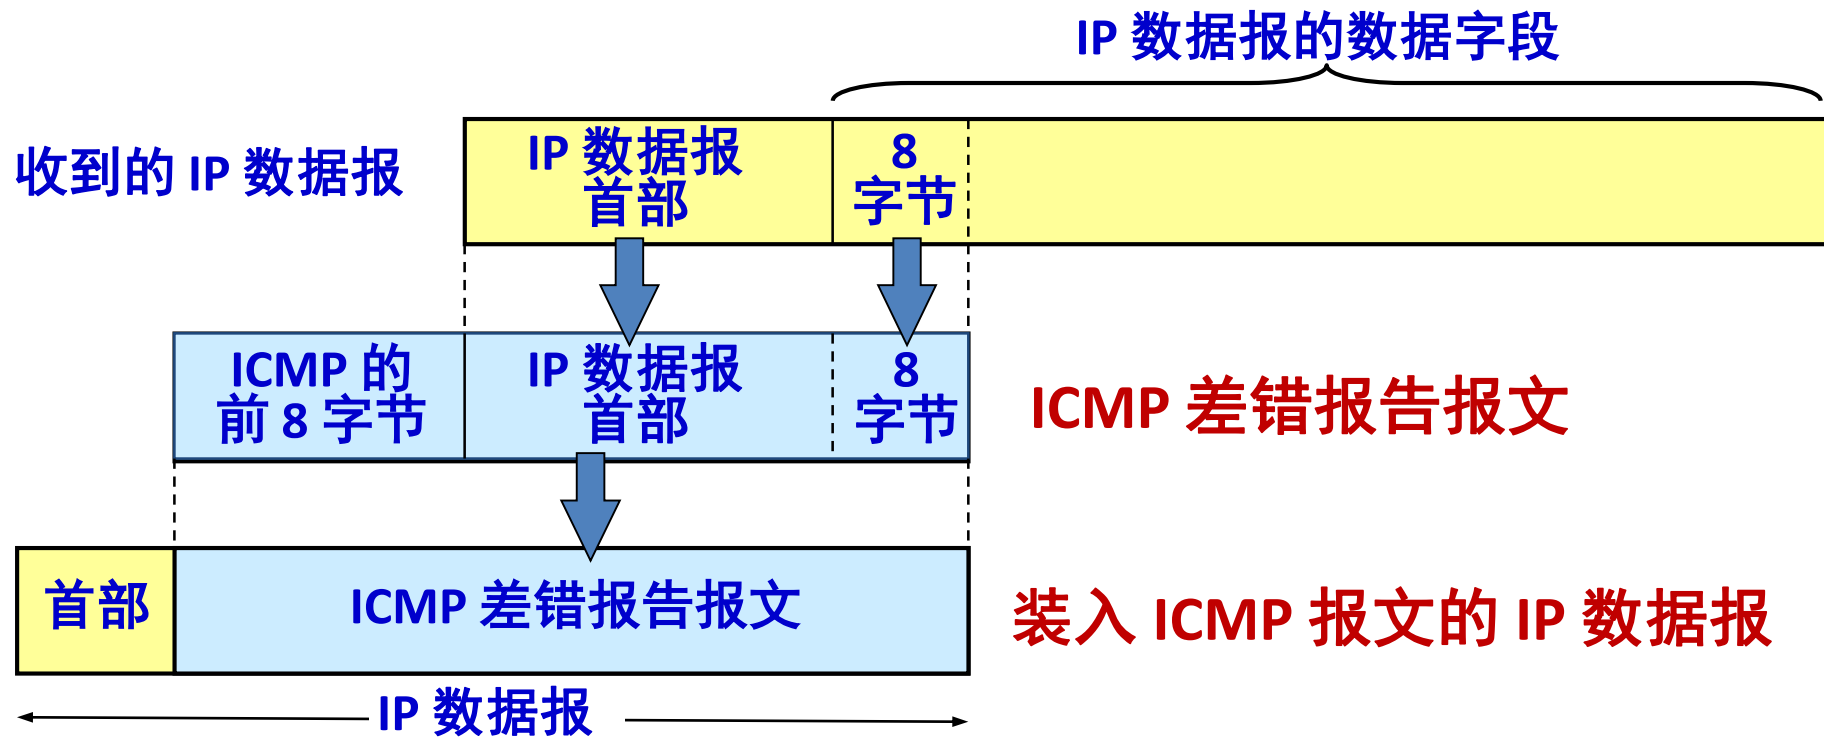 IP 数据报的数据字段
收到的 IP 数据报
IP 数据报
首部
8
字节
ICMP 的
前 8 字节
IP 数据报
首部
8
字节
ICMP 差错报告报文
首部
ICMP 差错报告报文
装入 ICMP 报文的 IP 数据报
IP 数据报